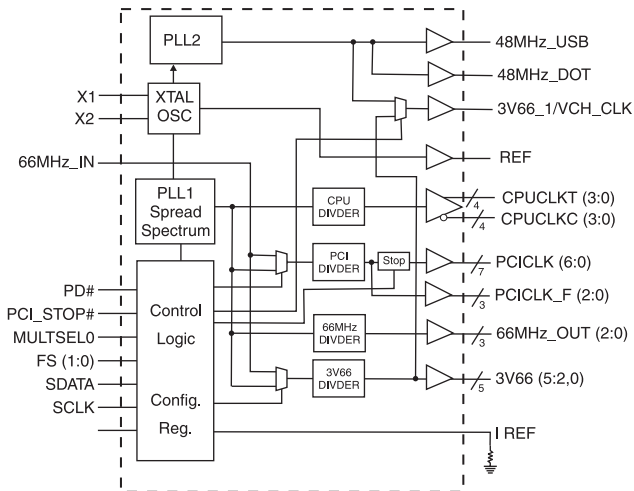 PLL2
48MHz_USB
48MHz_DOT
X1
X2
XTAL
OSC
3V66_1/VCH_CLK
66MHz_IN
REF
PLL1
Spread
Spectrum
CPU
DIVDER
4
4
CPUCLKT (3:0)
CPUCLKC (3:0)
PCI
DIVDER
Stop
7
PCICLK (6:0)
PD#
PCI_STOP#
MULTSEL0
FS (1:0)
SDATA
SCLK
Control
Logic
Config.
Reg.
3
PCICLK_F (2:0)
66MHz
DIVDER
3
66MHz_OUT (2:0)
3V66
DIVDER
5
3V66 (5:2,0)
I REF